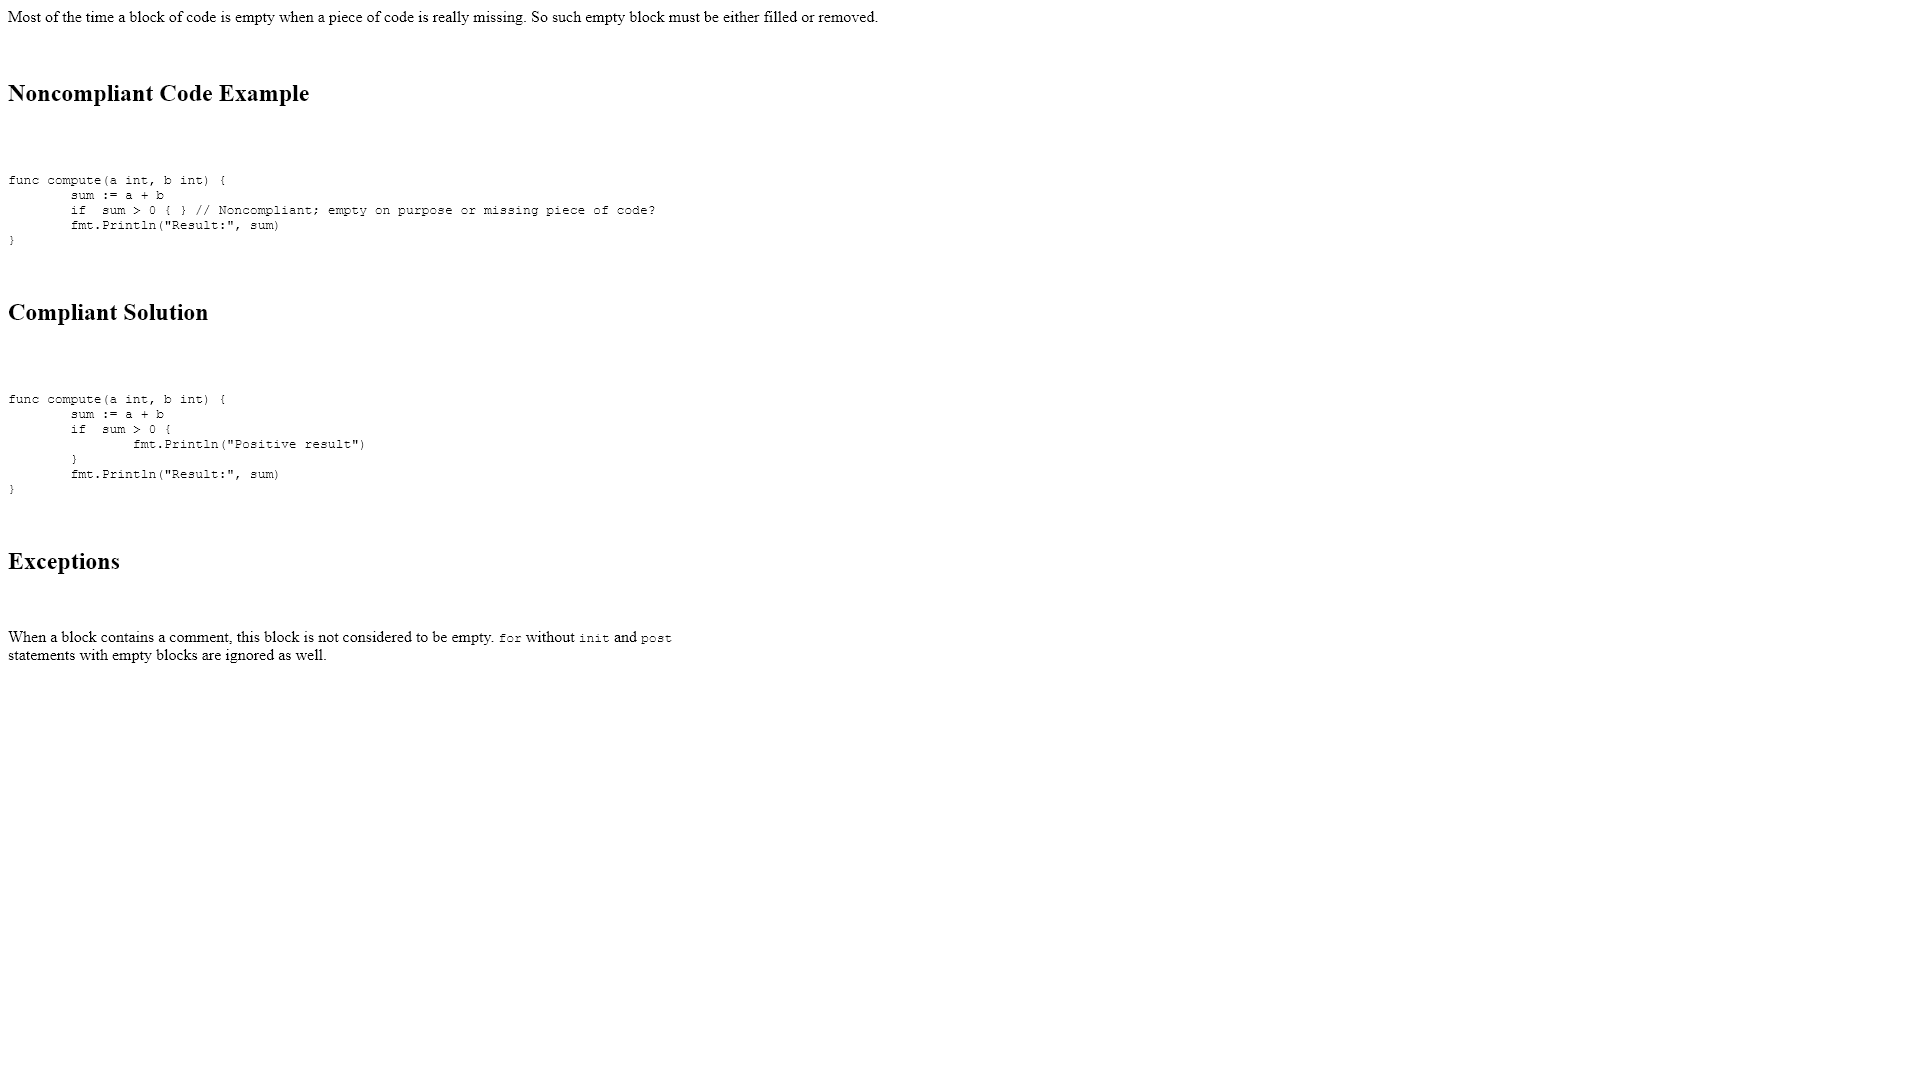 Most of the time a block of code is empty when a piece of code is really missing. So such empty block must be either filled or removed.
Noncompliant Code Example
func compute(a int, b int) {
        sum := a + b
        if  sum > 0 { } // Noncompliant; empty on purpose or missing piece of code?
        fmt.Println("Result:", sum)
}
Compliant Solution
func compute(a int, b int) {
        sum := a + b
        if  sum > 0 {
                fmt.Println("Positive result")
        }
        fmt.Println("Result:", sum)
}
Exceptions
When a block contains a comment, this block is not considered to be empty. for without init and post
statements with empty blocks are ignored as well.